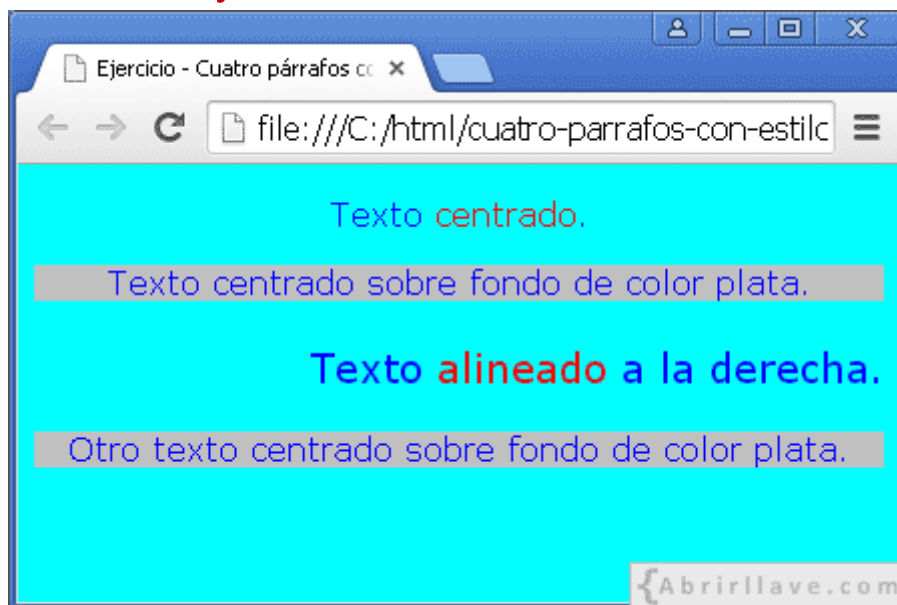 Ejercicio - Cuatro párrafos cc
file:///C:/html/cuatro-parrafos-con-estilo
Texto centrado.
Texto centrado sobre fondo de color plata.
Texto alineado a la derecha.
Otro texto centrado sobre fondo de color plata.
{Abrirllave.com